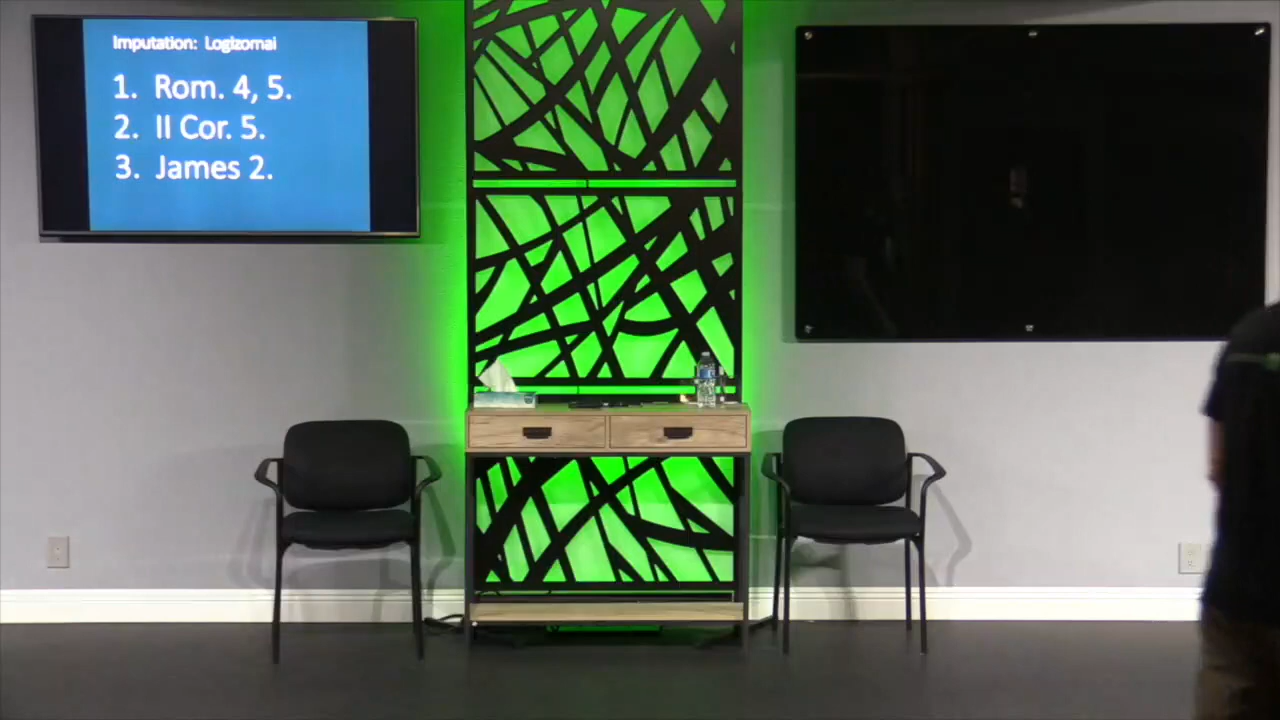 Imputation: Logizomai
1. Rom. 4, 5.
2. II Cor. 5.
3. James 2.